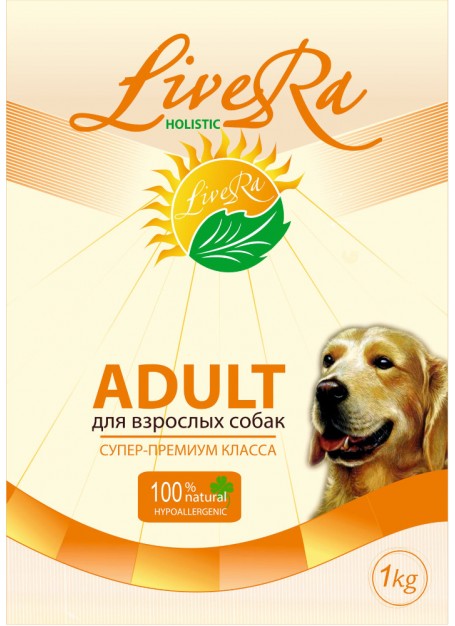 LiveRa
HOLISTIC
LiveRa
ADULT
для взрослых собак
СУПЕР-ПРЕМИУМ КЛАССА
100% natural
HYPOALLERGENIC
1kg